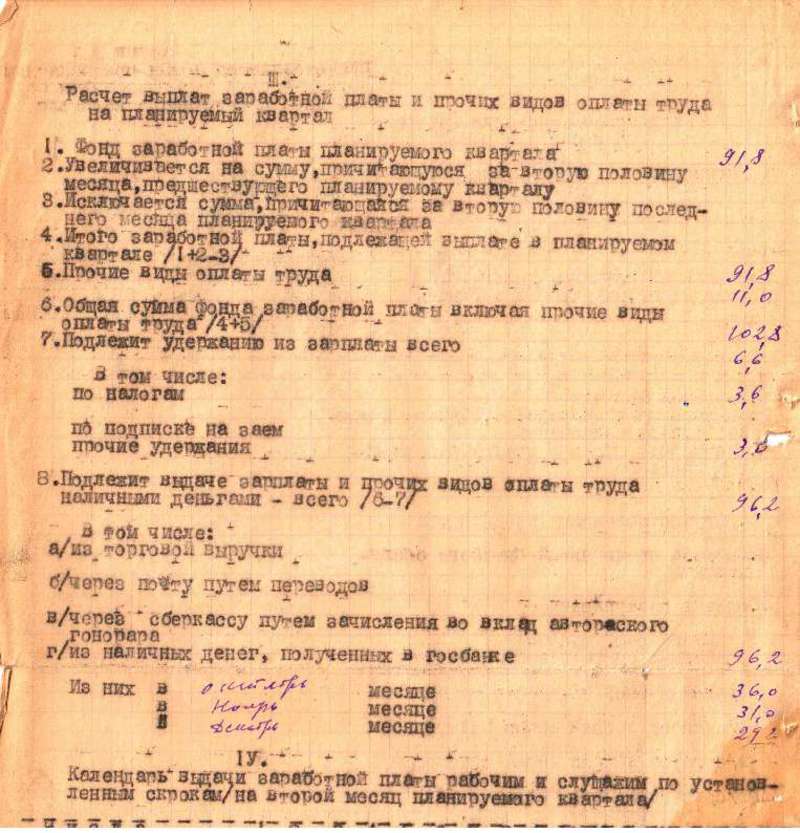 III.
Расчет выплат заработной платы и прочих видов оплаты труда
на планируемый квартал
1. Фонд заработной платы планируемого квартала 91,8
2.Увеличивается на сумму,причитающуюся за вторую половину
месяца,предшествующего планируемому кварталу
3.Исключается сумма,причитающаяся за вторую половину послед-
него месяца планируемого квартала
4.Итого заработной платы,подлежащей выплате в планируемом
квартале /1+2-3/ 91,8
5.Прочие виды оплаты труда 11,0
6.Общая сумма фонда заработной платы включая прочие виды
оплаты труда /4+5/ 102,8
7.Подлежит удержанию из зарплаты всего 6,6
В том числе:
по налогам 3,6
по подписке на заем
прочие удержания 3,0
8.Подлежит выдаче зарплаты и прочих видов оплаты труда
наличными деньгами - всего /6-7/ 96,2
В том числе:
а/из торговой выручки
б/через почту путем переводов
в/через сберкассу путем зачисления во вклад автораского
гонорара
г/из наличных денег, полученных в госбанке 96,2
Из них в октябрь месяце 36,0
в Ноябрь месяце 31,0
в Декабрь месяце 29,2
IУ.
Календарь выдачи заработной платы рабочим и служажим по установ-
ленным скрокам/на второй месяц планируемого квартала/